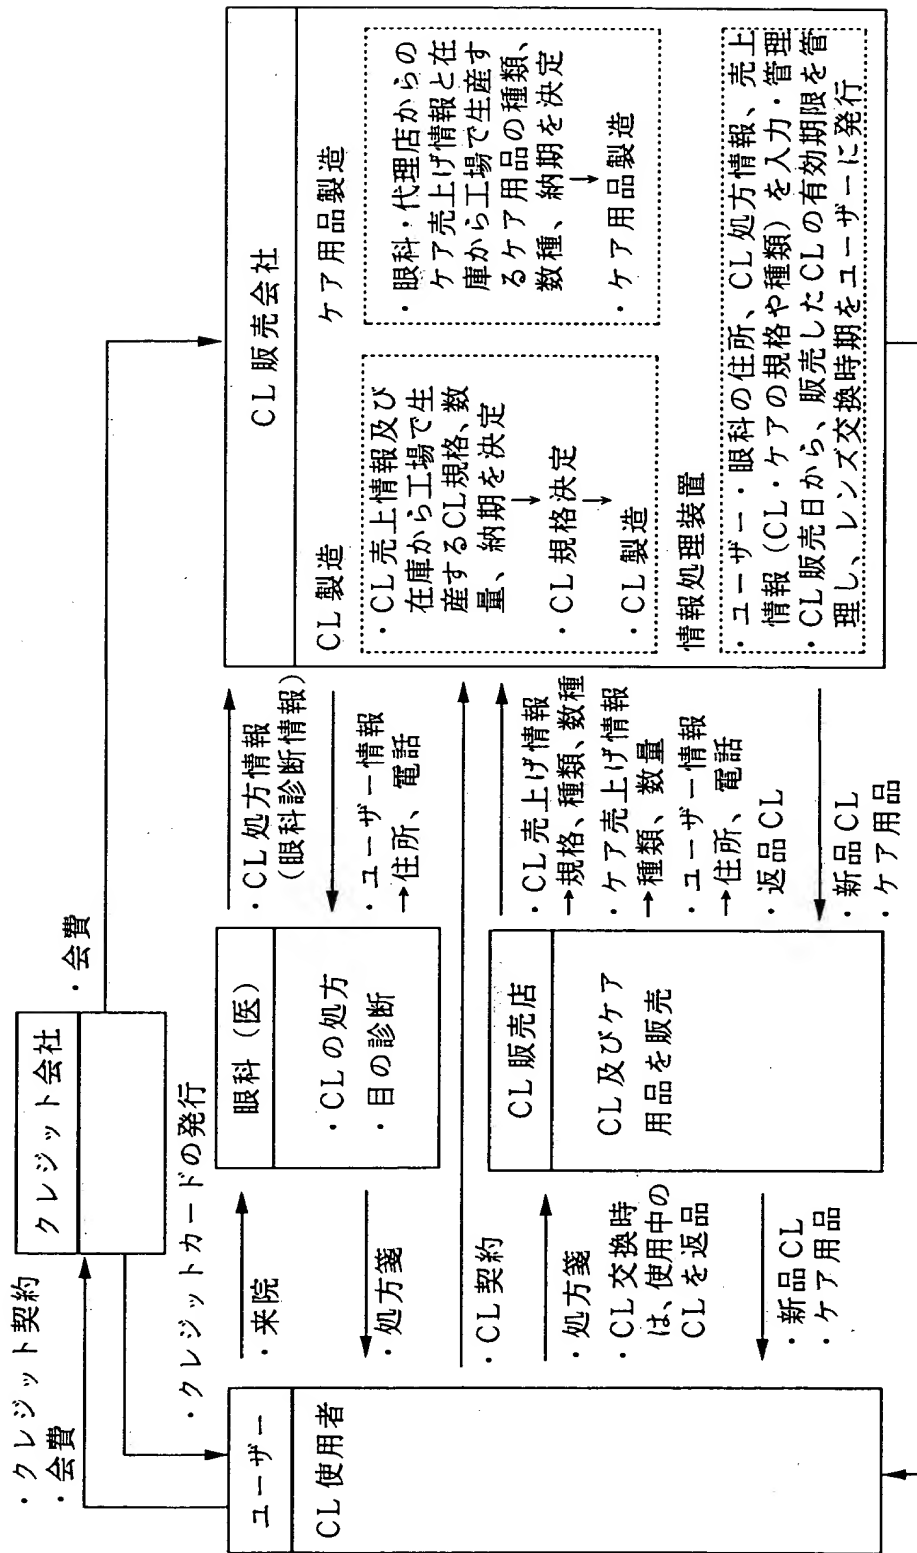 ・クレジット契約
・会費
クレジット会社
・会費
・クレジットカードの発行
ユーザー
CL使用者
・来院
・処方箋
眼科（医）
・CLの処方
・目の診断
・CL処方情報
（眼科診断情報）
・ユーザー情報
→住所、電話
・CL契約
・処方箋
・CL交換時
は、使用中の
CLを返品
・新品CL
・ケア用品
CL販売店
CL及びケア
用品を販売
・CL売上げ情報
→規格、種類、数種
・ケア売上げ情報
→種類、数量
・ユーザー情報
→住所、電話
・返品CL
・新品CL
・ケア用品
CL販売会社
CL製造
・CL売上情報及び
在庫から工場で生
産するCL規格、数
量、納期を決定
↓
・CL規格決定
↓
・CL製造
ケア用品製造
・眼科・代理店からの
ケア売上げ情報と在
庫から工場で生産す
るケア用品の種類、
数種、納期を決定
↓
・ケア用品製造
情報処理装置
・ユーザー・眼科の住所、CL処方情報、売上
情報（CL・ケアの規格や種類）を入力・管理
・CL販売日から、販売したCLの有効期限を管
理し、レンズ交換時期をユーザーに発行